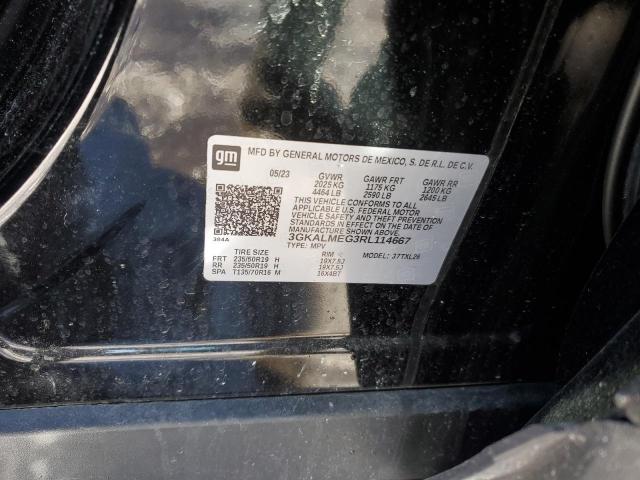 gm MFD BY GENERAL MOTORS DE MEXICO, S. DE R.L. DE C.V.
05/23 GVWR GAWR FRT GAWR RR
2025 KG 1175 KG 1200 KG
4464 LB 2590 LB 2645 LB
THIS VEHICLE CONFORMS TO ALL
APPLICABLE U.S. FEDERAL MOTOR
VEHICLE SAFETY AND THEFT PREVENTION
STANDARDS IN EFFECT ON THE DATE OF
MANUFACTURE SHOWN ABOVE.
3GKALMEG3RL114667
384A TYPE: MPV MODEL: 37TXL26
TIRE SIZE RIM
FRT 235/50R19 H 19X7.5J
RR 235/50R19 H 19X7.5J
SPA T135/70R16 M 16X4BT